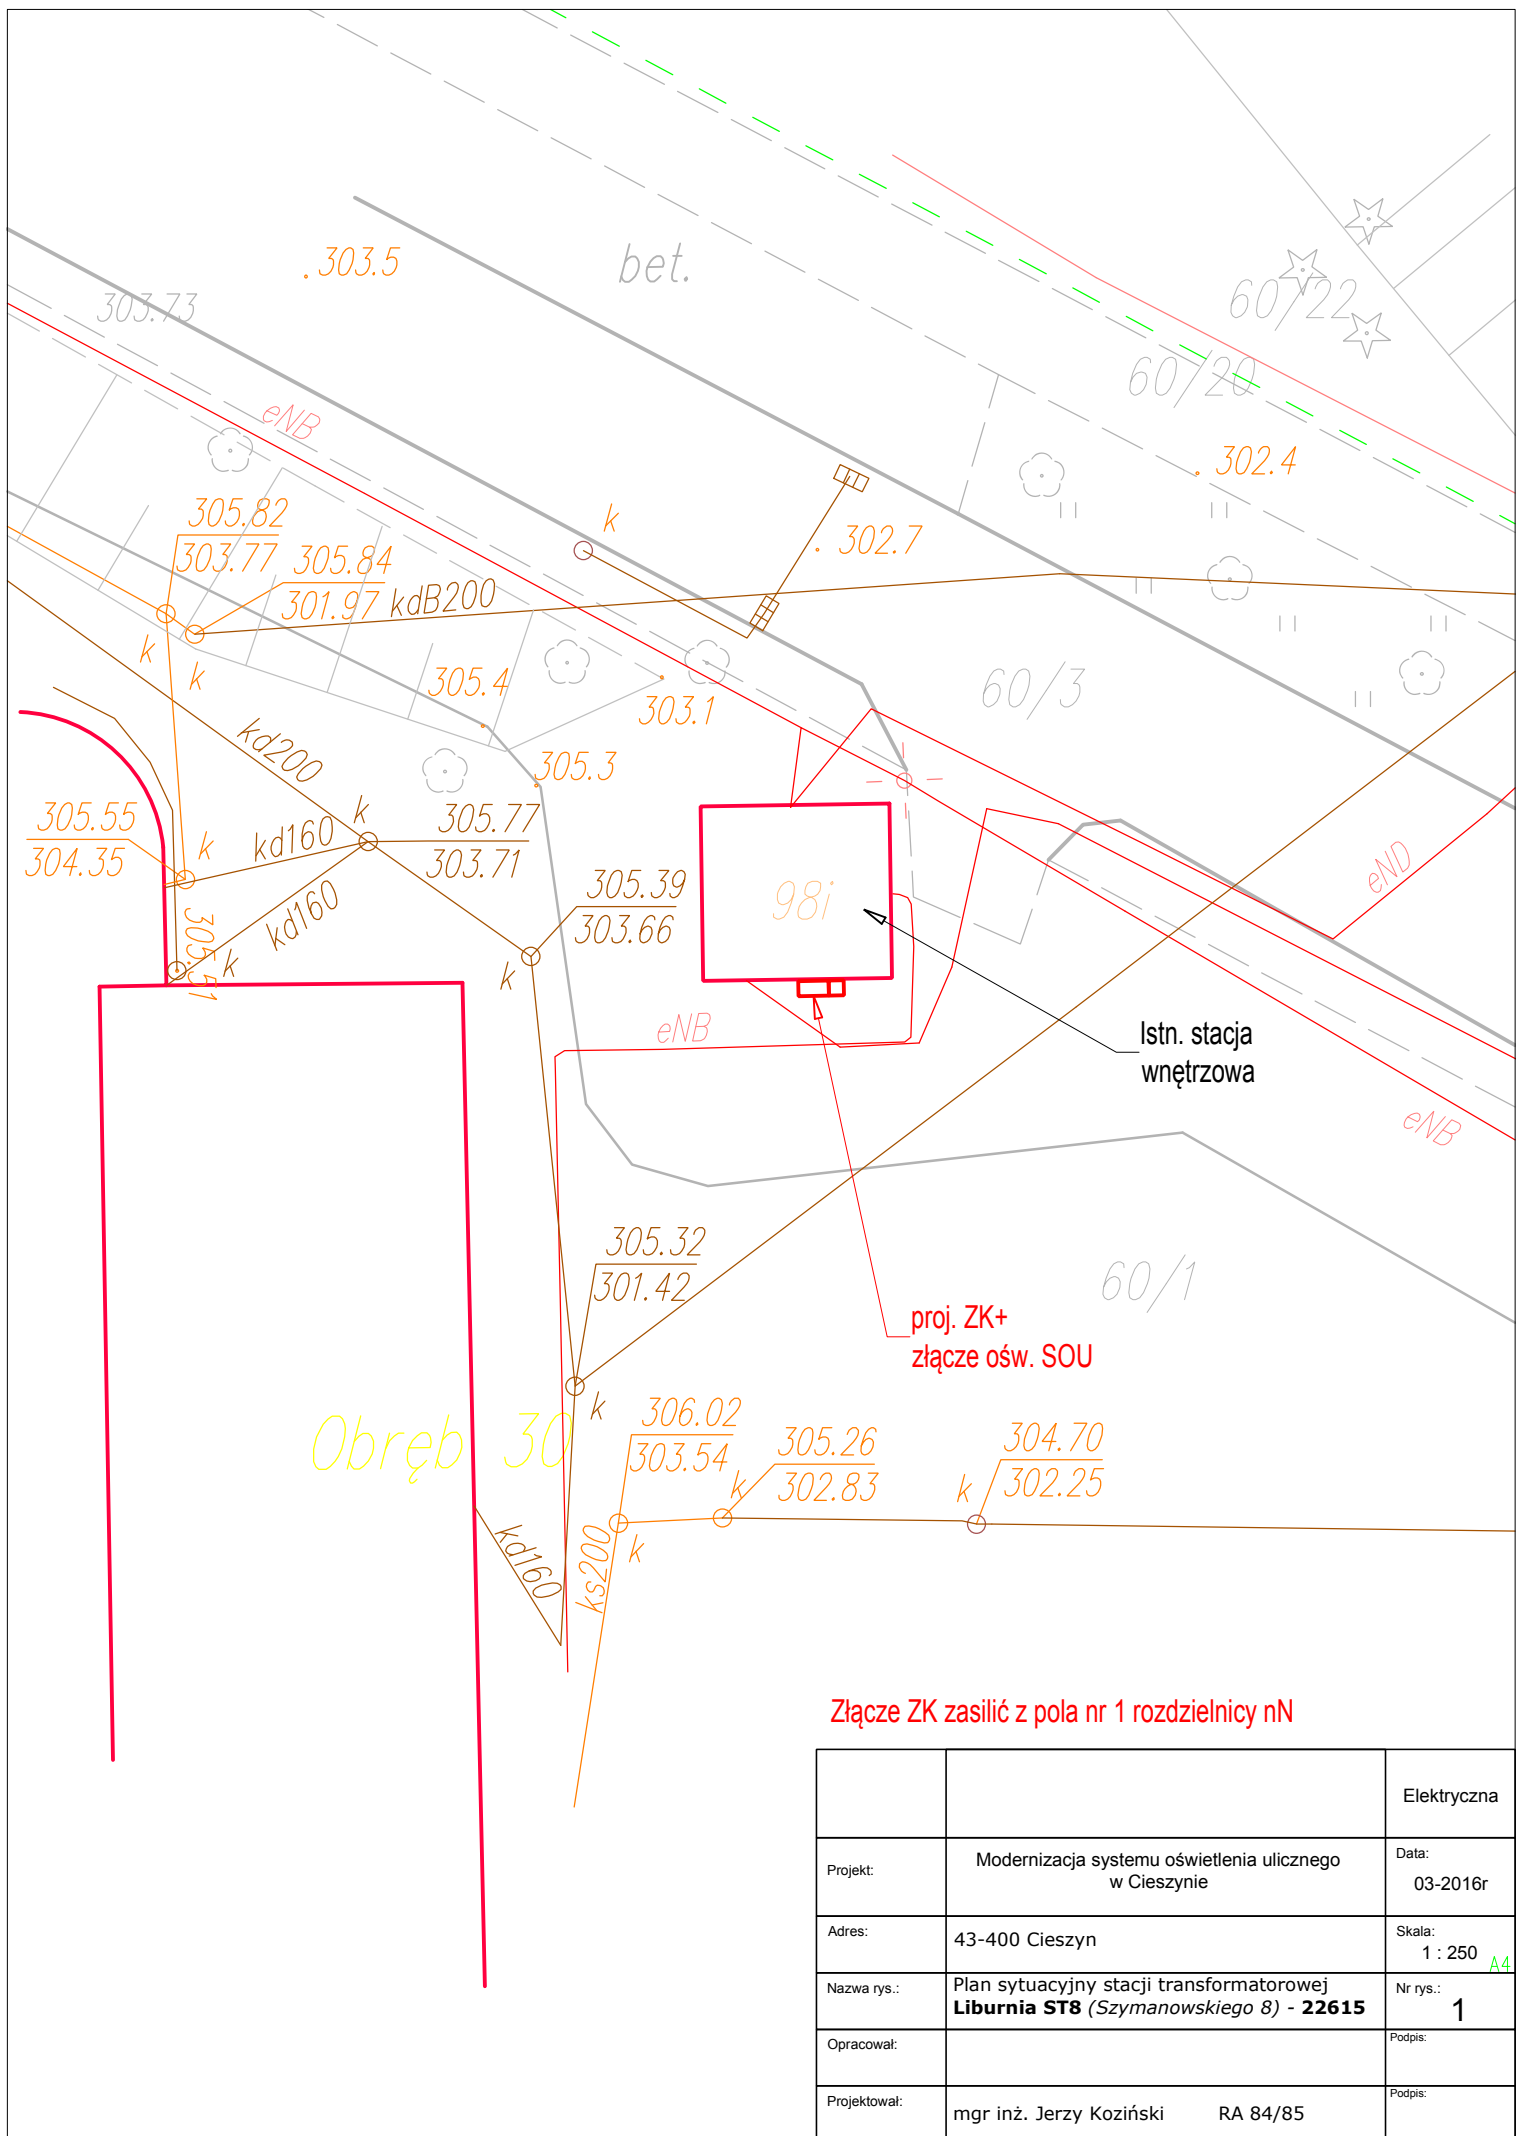 303.5
bet.
303.73
60/22
60/20
eNB
302.4
305.82
303.77
k
302.7
305.84
301.97
kdB200
k
k
305.4
303.1
60/3
kd200
305.3
305.55
304.35
k
k
kd160
305.77
303.71
eND
305.39
303.66
98i
kd160
305.51
k
k
eNB
Istn. stacja
wnętrzowa
eNB
305.32
301.42
60/1
proj. ZK+
złącze ośw. SOU
k
Obręb 30
306.02
303.54
305.26
302.83
304.70
302.25
k
k
k
kd160
ks200
Złącze ZK zasilić z pola nr 1 rozdzielnicy nN
Elektryczna
Projekt:
Modernizacja systemu oświetlenia ulicznego
w Cieszynie
Data:
03-2016r
Adres:
43-400 Cieszyn
Skala:
1 : 250
A4
Nazwa rys.:
Plan sytuacyjny stacji transformatorowej
Liburnia ST8 (Szymanowskiego 8) - 22615
Nr rys.:
1
Opracował:
Podpis:
Projektował:
mgr inż. Jerzy Koziński RA 84/85
Podpis: